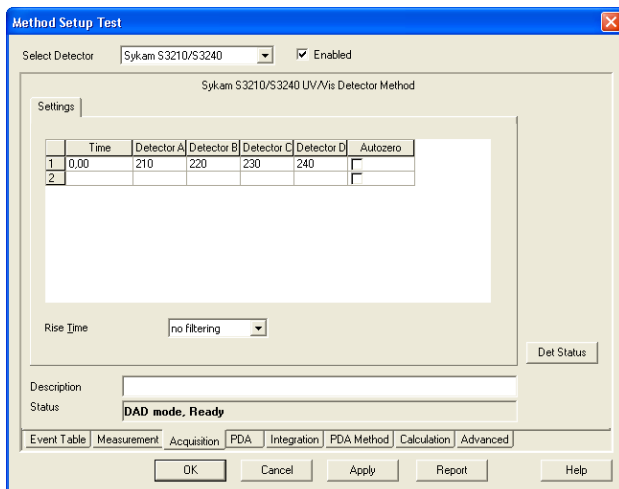 Method Setup Test
Select Detector Sykam S3210/S3240 Enabled
Sykam S3210/S3240 UV/Vis Detector Method
Settings
Time Detector A Detector B Detector C Detector D Autozero
1 0,00 210 220 230 240
2
Rise Time no filtering
Det Status
Description
Status DAD mode, Ready
Event Table Measurement Acquisition PDA Integration PDA Method Calculation Advanced
OK Cancel Apply Report Help